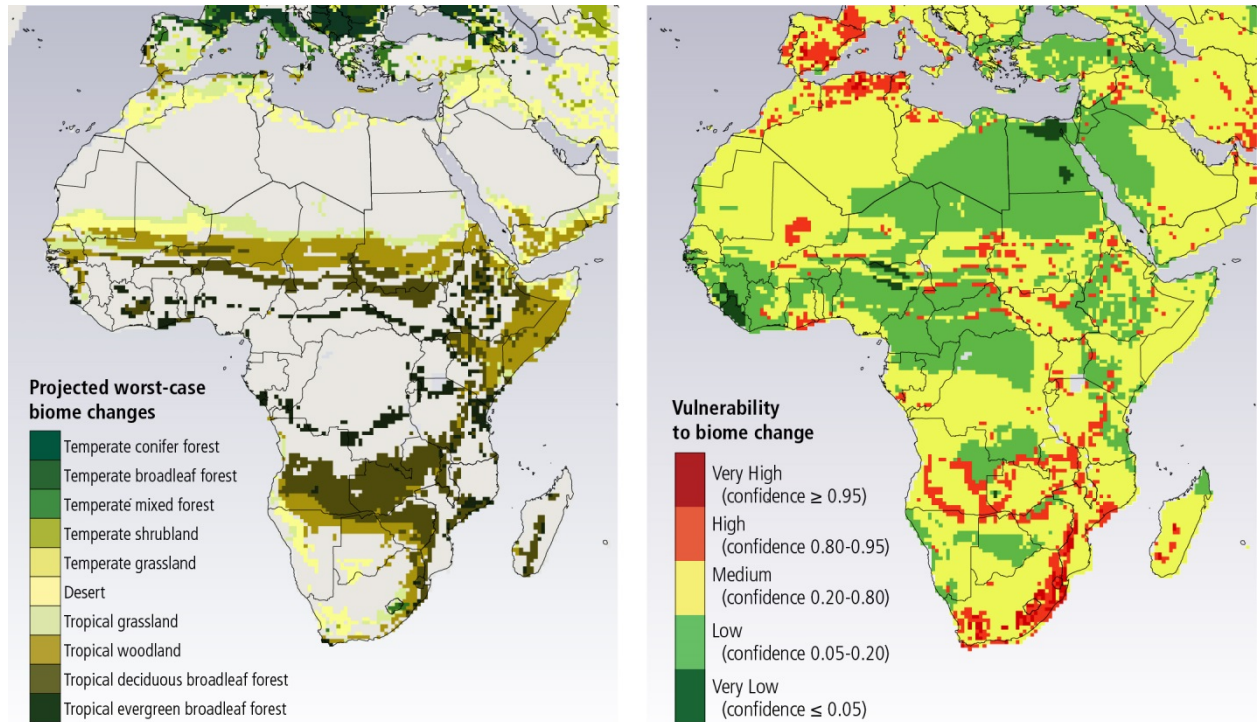 Projected worst-case
biome changes
Temperate conifer forest
Temperate broadleaf forest
Temperate mixed forest
Temperate shrubland
Temperate grassland
Desert
Tropical grassland
Tropical woodland
Tropical deciduous broadleaf forest
Tropical evergreen broadleaf forest
Vulnerability
to biome change
Very High
(confidence ≥ 0.95)
High
(confidence 0.80-0.95)
Medium
(confidence 0.20-0.80)
Low
(confidence 0.05-0.20)
Very Low
(confidence ≤ 0.05)